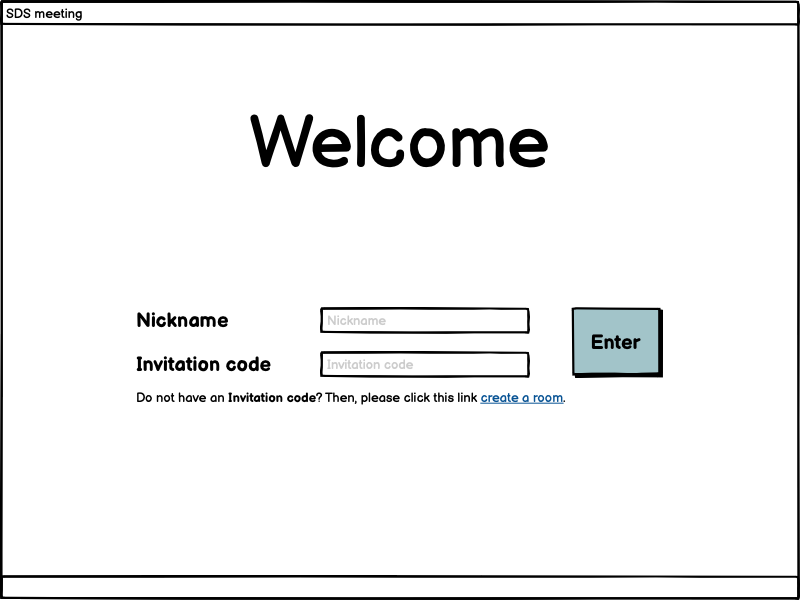 SDS meeting
Welcome
Nickname
Nickname
Enter
Invitation code
Invitation code
Do not have an Invitation code? Then, please click this link create a room.